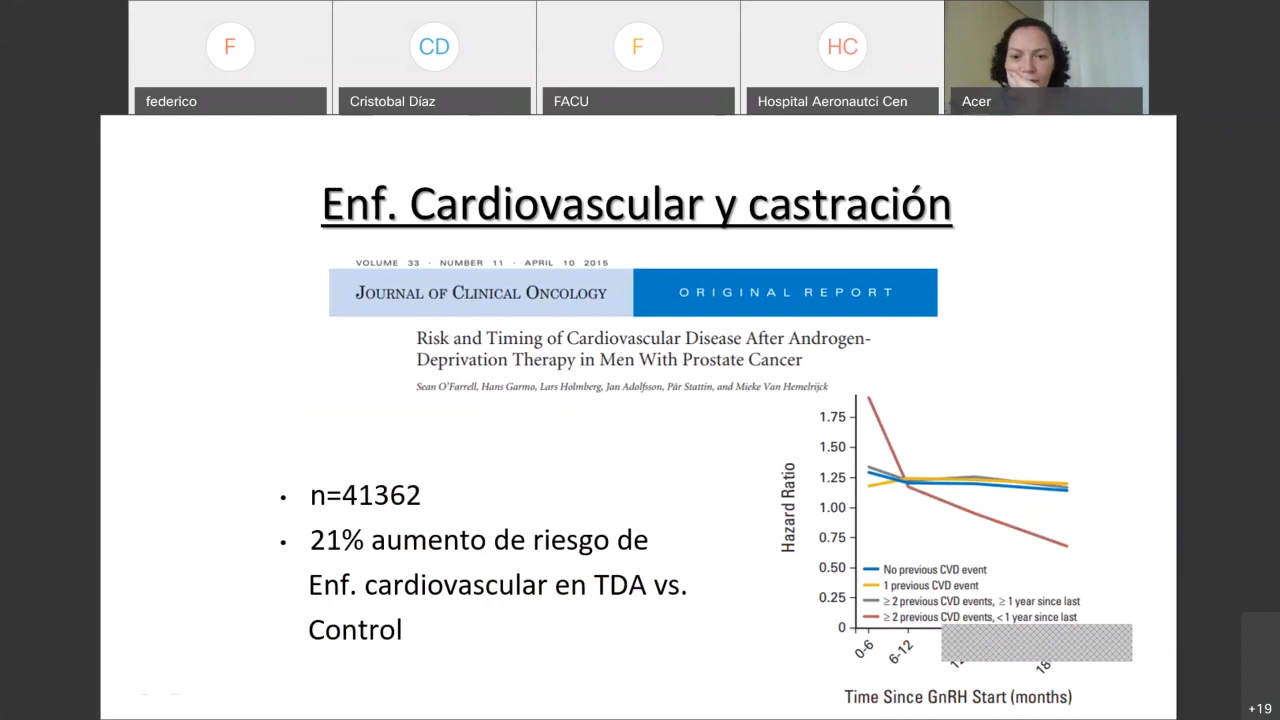 F
CD
F
HC
federico
Cristobal Díaz
FACU
Hospital Aeronautci Cen
Acer
Enf. Cardiovascular y castración
VOLUME 33 · NUMBER 11 · APRIL 10 2015
JOURNAL OF CLINICAL ONCOLOGY
ORIGINAL REPORT
Risk and Timing of Cardiovascular Disease After Androgen-
Deprivation Therapy in Men With Prostate Cancer
Sean O'Farrell, Hans Garmo, Lars Holmberg, Jan Adolfsson, Pär Stattin, and Mieke Van Hemelrijck
• n=41362
• 21% aumento de riesgo de
Enf. cardiovascular en TDA vs.
Control
Hazard Ratio
1.75
1.50
1.25
1.00
0.75
0.50
0.25
0
No previous CVD event
1 previous CVD event
≥ 2 previous CVD events, ≥ 1 year since last
≥ 2 previous CVD events, < 1 year since last
0-6
6-12
Time Since GnRH Start (months)
+19